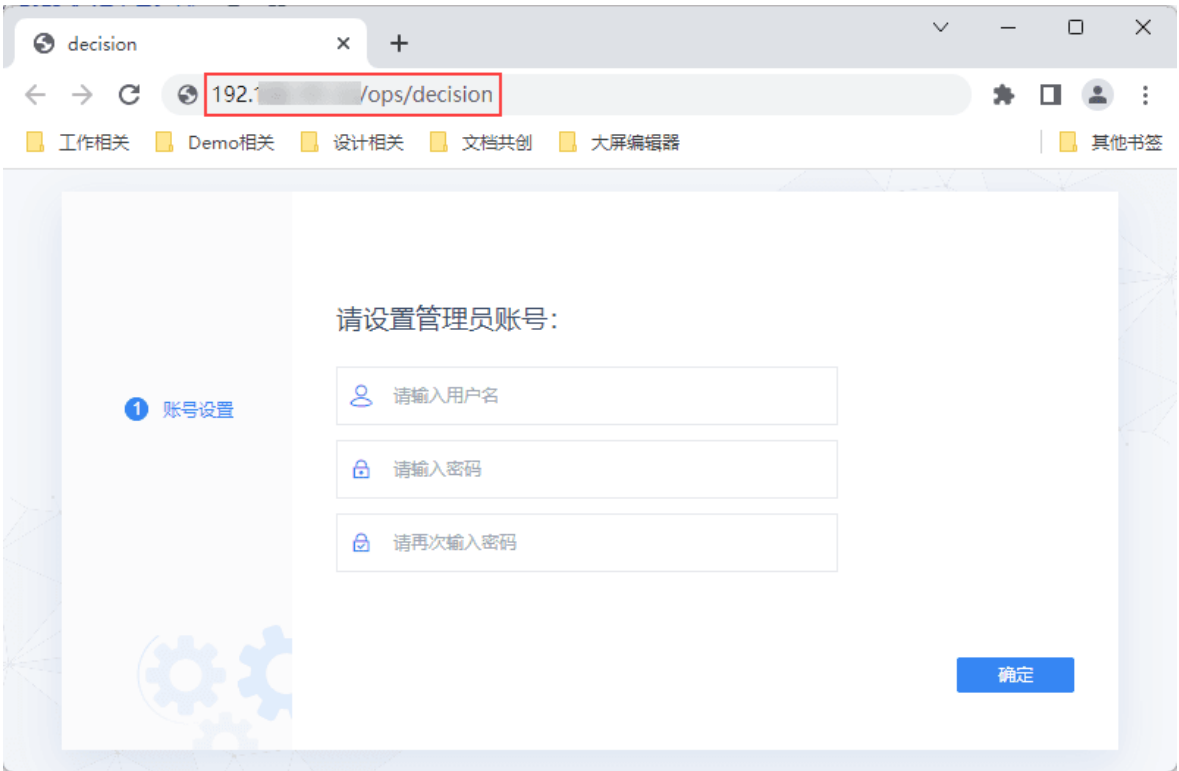 decision
192. /ops/decision
工作相关 Demo相关 设计相关 文档共创 大屏编辑器 其他书签
请设置管理员账号：
1 账号设置
请输入用户名
请输入密码
请再次输入密码
确定